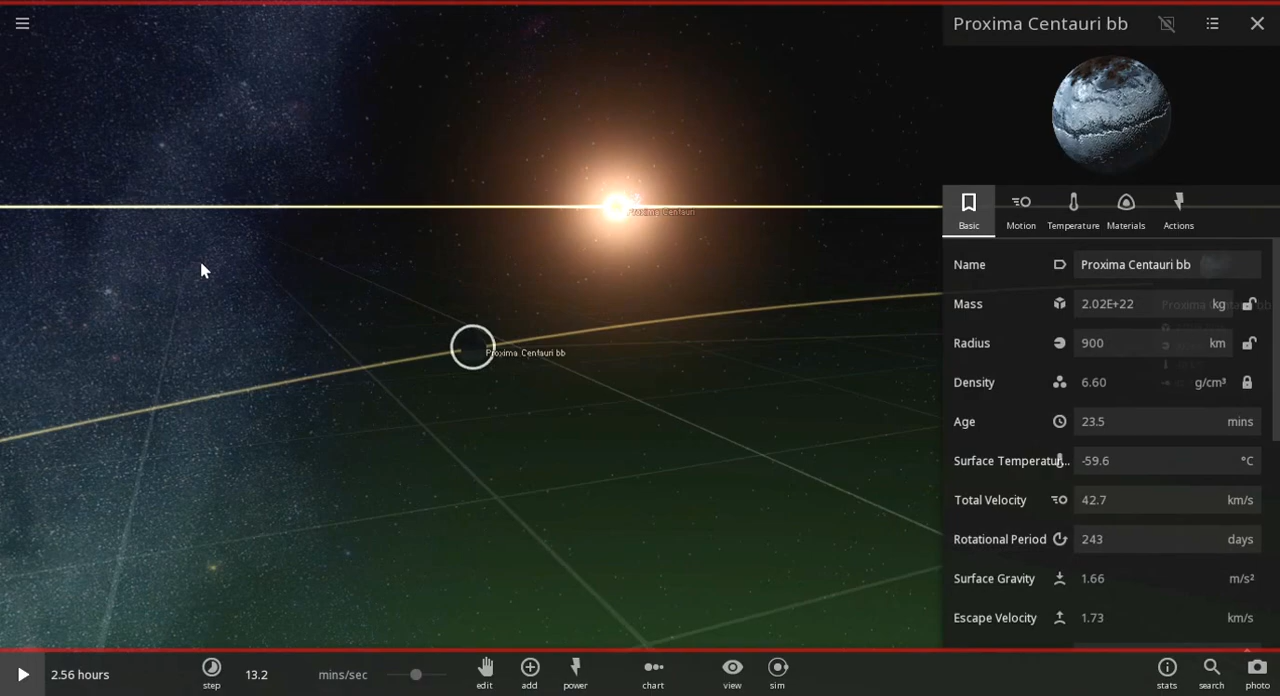 Proxima Centauri bb
Proxima Centauri
Proxima Centauri bb
Basic
Motion
Temperature
Materials
Actions
Name Proxima Centauri bb
Mass 2.02E+22 kg
Radius 900 km
Density 6.60 g/cm³
Age 23.5 mins
Surface Temperatur... -59.6 °C
Total Velocity 42.7 km/s
Rotational Period 243 days
Surface Gravity 1.66 m/s²
Escape Velocity 1.73 km/s
2.56 hours
step
13.2 mins/sec
edit
add
power
chart
view
sim
stats
search
photo